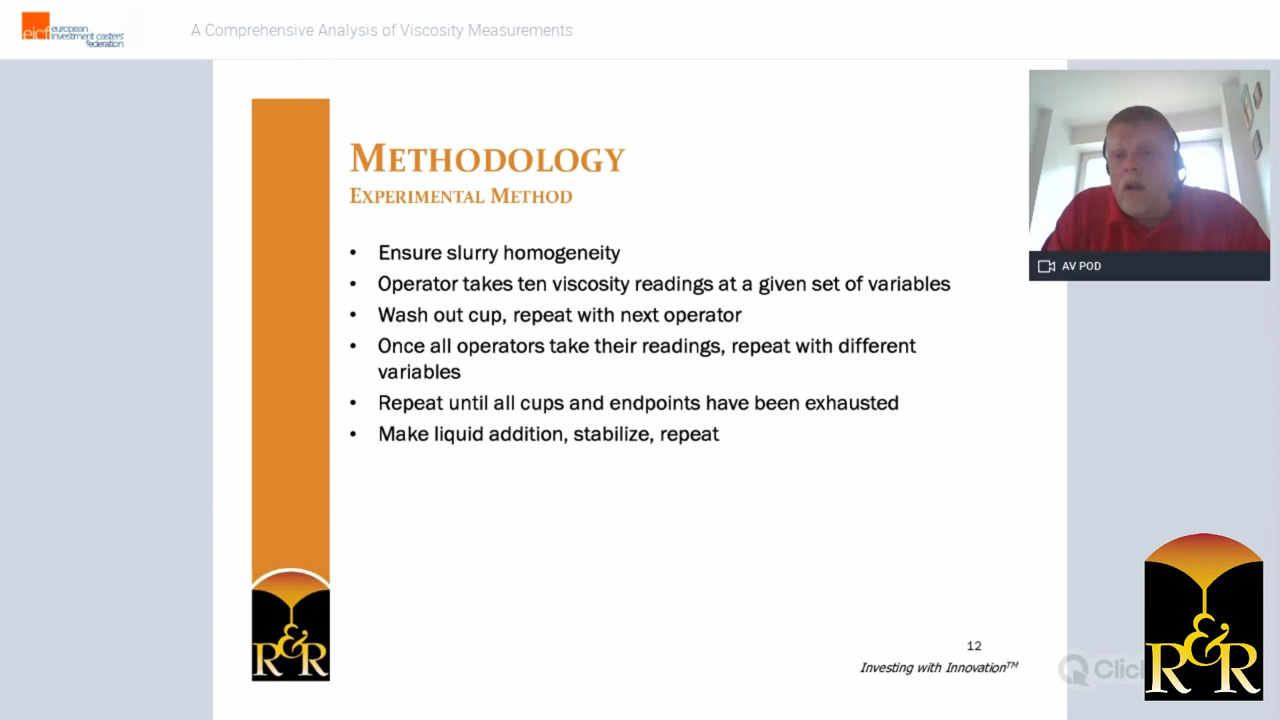 eicf european
investment casters'
federation
A Comprehensive Analysis of Viscosity Measurements
METHODOLOGY
EXPERIMENTAL METHOD
• Ensure slurry homogeneity
• Operator takes ten viscosity readings at a given set of variables
• Wash out cup, repeat with next operator
• Once all operators take their readings, repeat with different
variables
• Repeat until all cups and endpoints have been exhausted
• Make liquid addition, stabilize, repeat
AV POD
R&R
12
Investing with Innovation™
Click
R&R